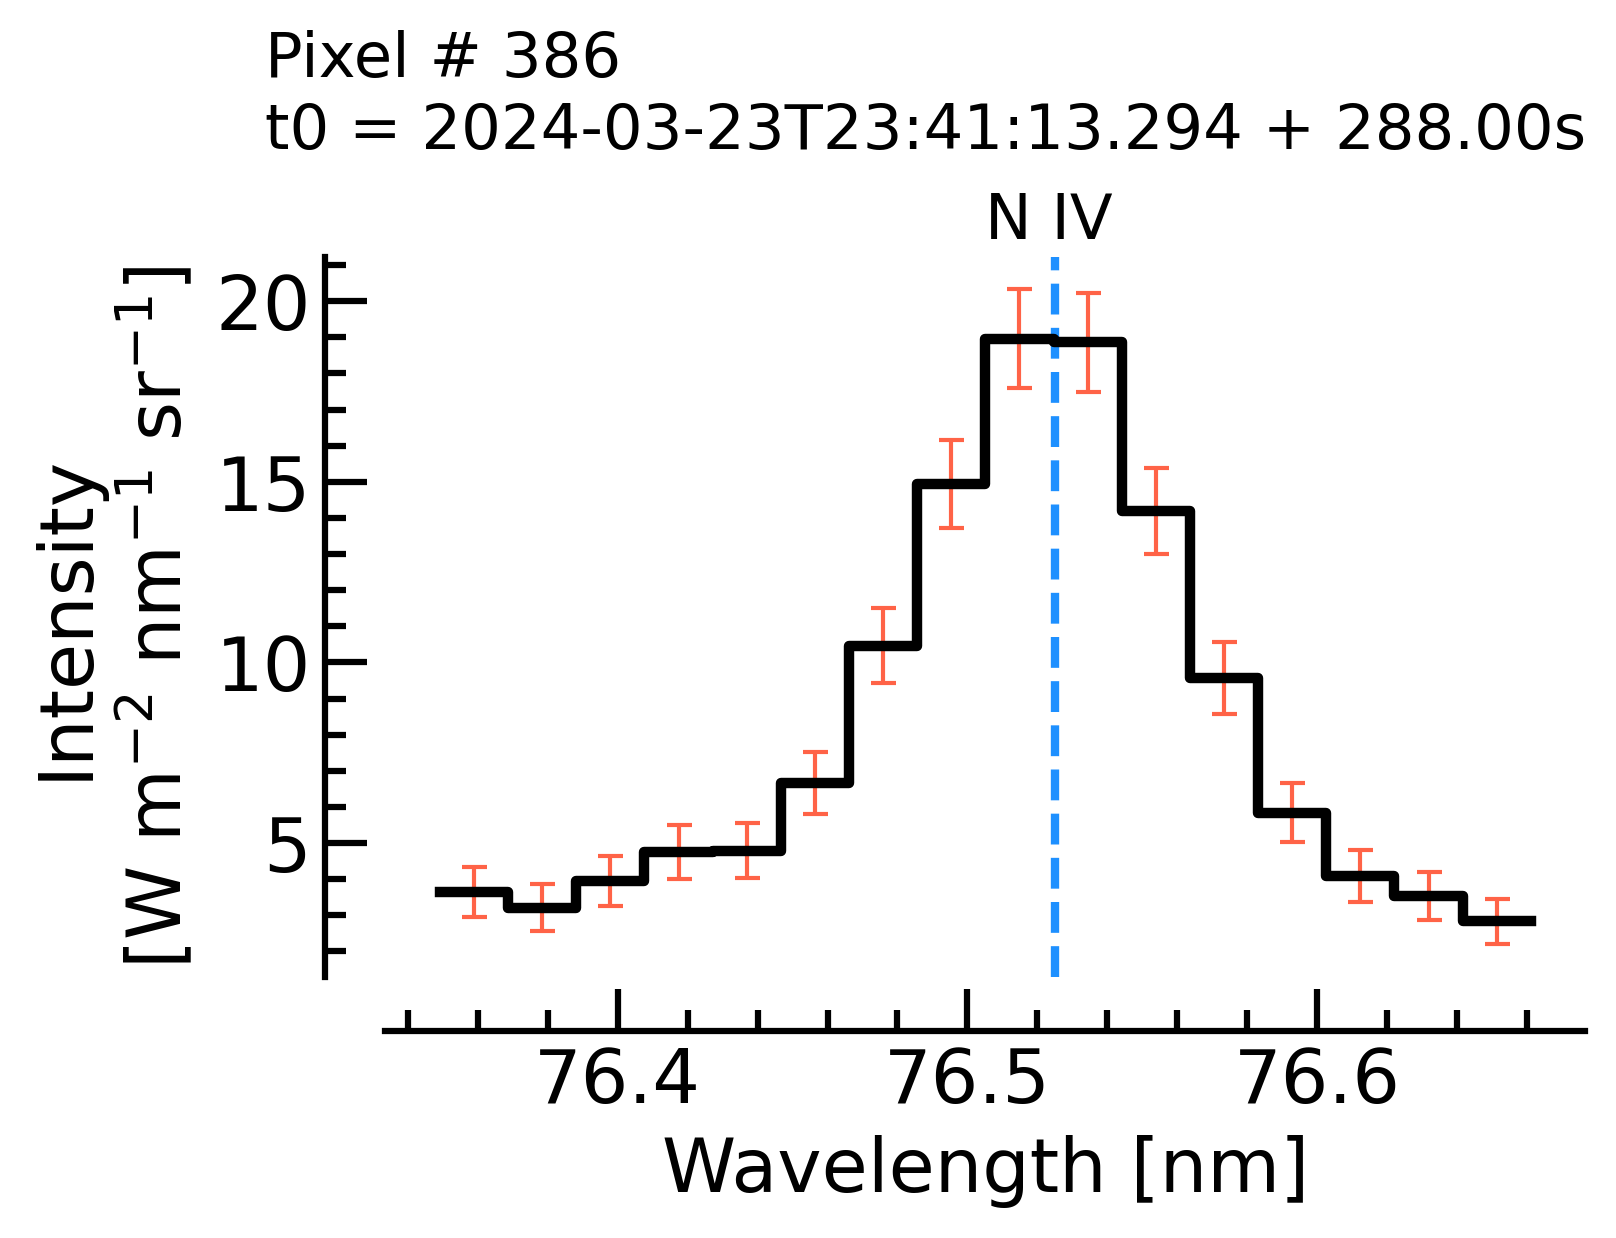 Pixel # 386
t0 = 2024-03-23T23:41:13.294 + 288.00s
N IV
Intensity
[W m⁻² nm⁻¹ sr⁻¹]
20
15
10
5
76.4 76.5 76.6
Wavelength [nm]